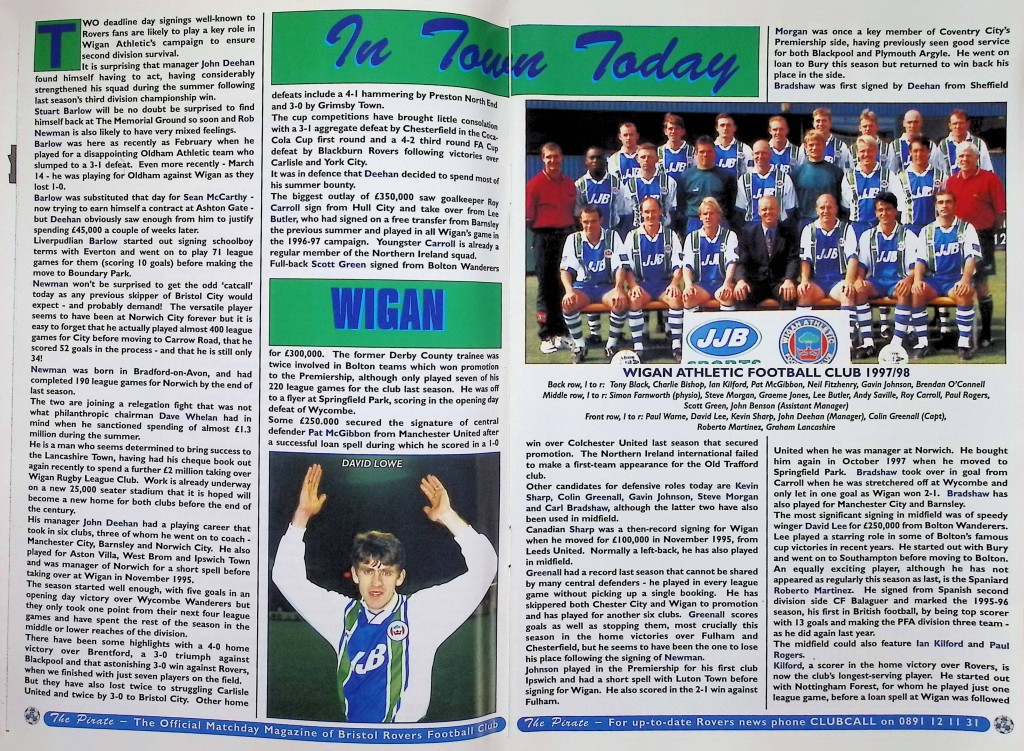 In Town Today
TWO deadline day signings well-known to
Rovers fans are likely to play a key role in
Wigan Athletic's campaign to ensure
second division survival.
It is surprising that manager John Deehan
found himself having to act, having considerably
strengthened his squad during the summer following
last season's third division championship win.
Stuart Barlow will be no doubt be surprised to find
himself back at The Memorial Ground so soon and Rob
Newman is also likely to have very mixed feelings.
Barlow was here as recently as February when he
played for a disappointing Oldham Athletic team who
slumped to a 3-1 defeat. Even more recently - March
14 - he was playing for Oldham against Wigan as they
lost 1-0.
Barlow was substituted that day for Sean McCarthy -
now trying to earn himself a contract at Ashton Gate -
but Deehan obviously saw enough from him to justify
spending £45,000 a couple of weeks later.
Liverpudlian Barlow started out signing schoolboy
terms with Everton and went on to play 71 league
games for them (scoring 10 goals) before making the
move to Boundary Park.
Newman won't be surprised to get the odd 'catcall'
today as any previous skipper of Bristol City would
expect - and probably demand! The versatile player
seems to have been at Norwich City forever but it is
easy to forget that he actually played almost 400 league
games for City before moving to Carrow Road, that he
scored 52 goals in the process - and that he is still only
34!
Newman was born in Bradford-on-Avon, and had
completed 190 league games for Norwich by the end of
last season.
The two are joining a relegation fight that was not
what philanthropic chairman Dave Whelan had in
mind when he sanctioned spending of almost £1.3
million during the summer.
He is a man who seems determined to bring success to
the Lancashire Town, having had his cheque book out
again recently to spend a further £2 million taking over
Wigan Rugby League Club. Work is already underway
on a new 25,000 seater stadium that it is hoped will
become a new home for both clubs before the end of
the century.
His manager John Deehan had a playing career that
took in six clubs, three of whom he went on to coach -
Manchester City, Barnsley and Norwich City. He also
played for Aston Villa, West Brom and Ipswich Town
and was manager of Norwich for a short spell before
taking over at Wigan in November 1995.
The season started well enough, with five goals in an
opening day victory over Wycombe Wanderers but
they only took one point from their next four league
games and have spent the rest of the season in the
middle or lower reaches of the division.
There have been some highlights with a 4-0 home
victory over Brentford, a 3-0 triumph against
Blackpool and that astonishing 3-0 win against Rovers,
when we finished with just seven players on the field.
But they have also lost twice to struggling Carlisle
United and twice by 3-0 to Bristol City. Other home
defeats include a 4-1 hammering by Preston North End
and 3-0 by Grimsby Town.
The cup competitions have brought little consolation
with a 3-1 aggregate defeat by Chesterfield in the Coca-
Cola Cup first round and a 4-2 third round FA Cup
defeat by Blackburn Rovers following victories over
Carlisle and York City.
It was in defence that Deehan decided to spend most of
his summer bounty.
The biggest outlay of £350,000 saw goalkeeper Roy
Carroll sign from Hull City and take over from Lee
Butler, who had signed on a free transfer from Barnsley
the previous summer and played in all Wigan's game in
the 1996-97 campaign. Youngster Carroll is already a
regular member of the Northern Ireland squad.
Full-back Scott Green signed from Bolton Wanderers
WIGAN
for £300,000. The former Derby County trainee was
twice involved in Bolton teams which won promotion
to the Premiership, although only played seven of his
220 league games for the club last season. He was off
to a flyer at Springfield Park, scoring in the opening day
defeat of Wycombe.
Some £250.000 secured the signature of central
defender Pat McGibbon from Manchester United after
a successful loan spell during which he scored in a 1-0
DAVID LOWE
JJB
The Pirate – The Official Matchday Magazine of Bristol Rovers Football Club
Morgan was once a key member of Coventry City's
Premiership side, having previously seen good service
for both Blackpool and Plymouth Argyle. He went on
loan to Bury this season but returned to win back his
place in the side.
Bradshaw was first signed by Deehan from Sheffield
JJB
SPORTS
WIGAN ATHLETIC
12
WIGAN ATHLETIC FOOTBALL CLUB 1997/98
Back row, l to r: Tony Black, Charlie Bishop, Ian Kilford, Pat McGibbon, Neil Fitzhenry, Gavin Johnson, Brendan O'Connell
Middle row, l to r: Simon Farnworth (physio), Steve Morgan, Graeme Jones, Lee Butler, Andy Saville, Roy Carroll, Paul Rogers,
Scott Green, John Benson (Assistant Manager)
Front row, l to r: Paul Warne, David Lee, Kevin Sharp, John Deehan (Manager), Colin Greenall (Capt),
Roberto Martinez, Graham Lancashire
win over Colchester United last season that secured
promotion. The Northern Ireland international failed
to make a first-team appearance for the Old Trafford
club.
Other candidates for defensive roles today are Kevin
Sharp, Colin Greenall, Gavin Johnson, Steve Morgan
and Carl Bradshaw, although the latter two have also
been used in midfield.
Canadian Sharp was a then-record signing for Wigan
when he moved for £100,000 in November 1995, from
Leeds United. Normally a left-back, he has also played
in midfield.
Greenall had a record last season that cannot be shared
by many central defenders - he played in every league
game without picking up a single booking. He has
skippered both Chester City and Wigan to promotion
and has played for another six clubs. Greenall scores
goals as well as stopping them, most crucially this
season in the home victories over Fulham and
Chesterfield, but he seems to have been the one to lose
his place following the signing of Newman.
Johnson played in the Premiership for his first club
Ipswich and had a short spell with Luton Town before
signing for Wigan. He also scored in the 2-1 win against
Fulham.
United when he was manager at Norwich. He bought
him again in October 1997 when he moved to
Springfield Park. Bradshaw took over in goal from
Carroll when he was stretchered off at Wycombe and
only let in one goal as Wigan won 2-1. Bradshaw has
also played for Manchester City and Barnsley.
The most significant signing in midfield was of speedy
winger David Lee for £250,000 from Bolton Wanderers.
Lee played a starring role in some of Bolton's famous
cup victories in recent years. He started out with Bury
and went on to Southampton before moving to Bolton.
An equally exciting player, although he has not
appeared as regularly this season as last, is the Spaniard
Roberto Martinez. He signed from Spanish second
division side CF Balaguer and marked the 1995-96
season, his first in British football, by being top scorer
with 13 goals and making the PFA division three team -
as he did again last year.
The midfield could also feature Ian Kilford and Paul
Rogers.
Kilford, a scorer in the home victory over Rovers, is
now the club's longest-serving player. He started out
with Nottingham Forest, for whom he played just one
league game, before a loan spell at Wigan was followed
The Pirate – For up-to-date Rovers news phone CLUBCALL on 0891 12 11 31